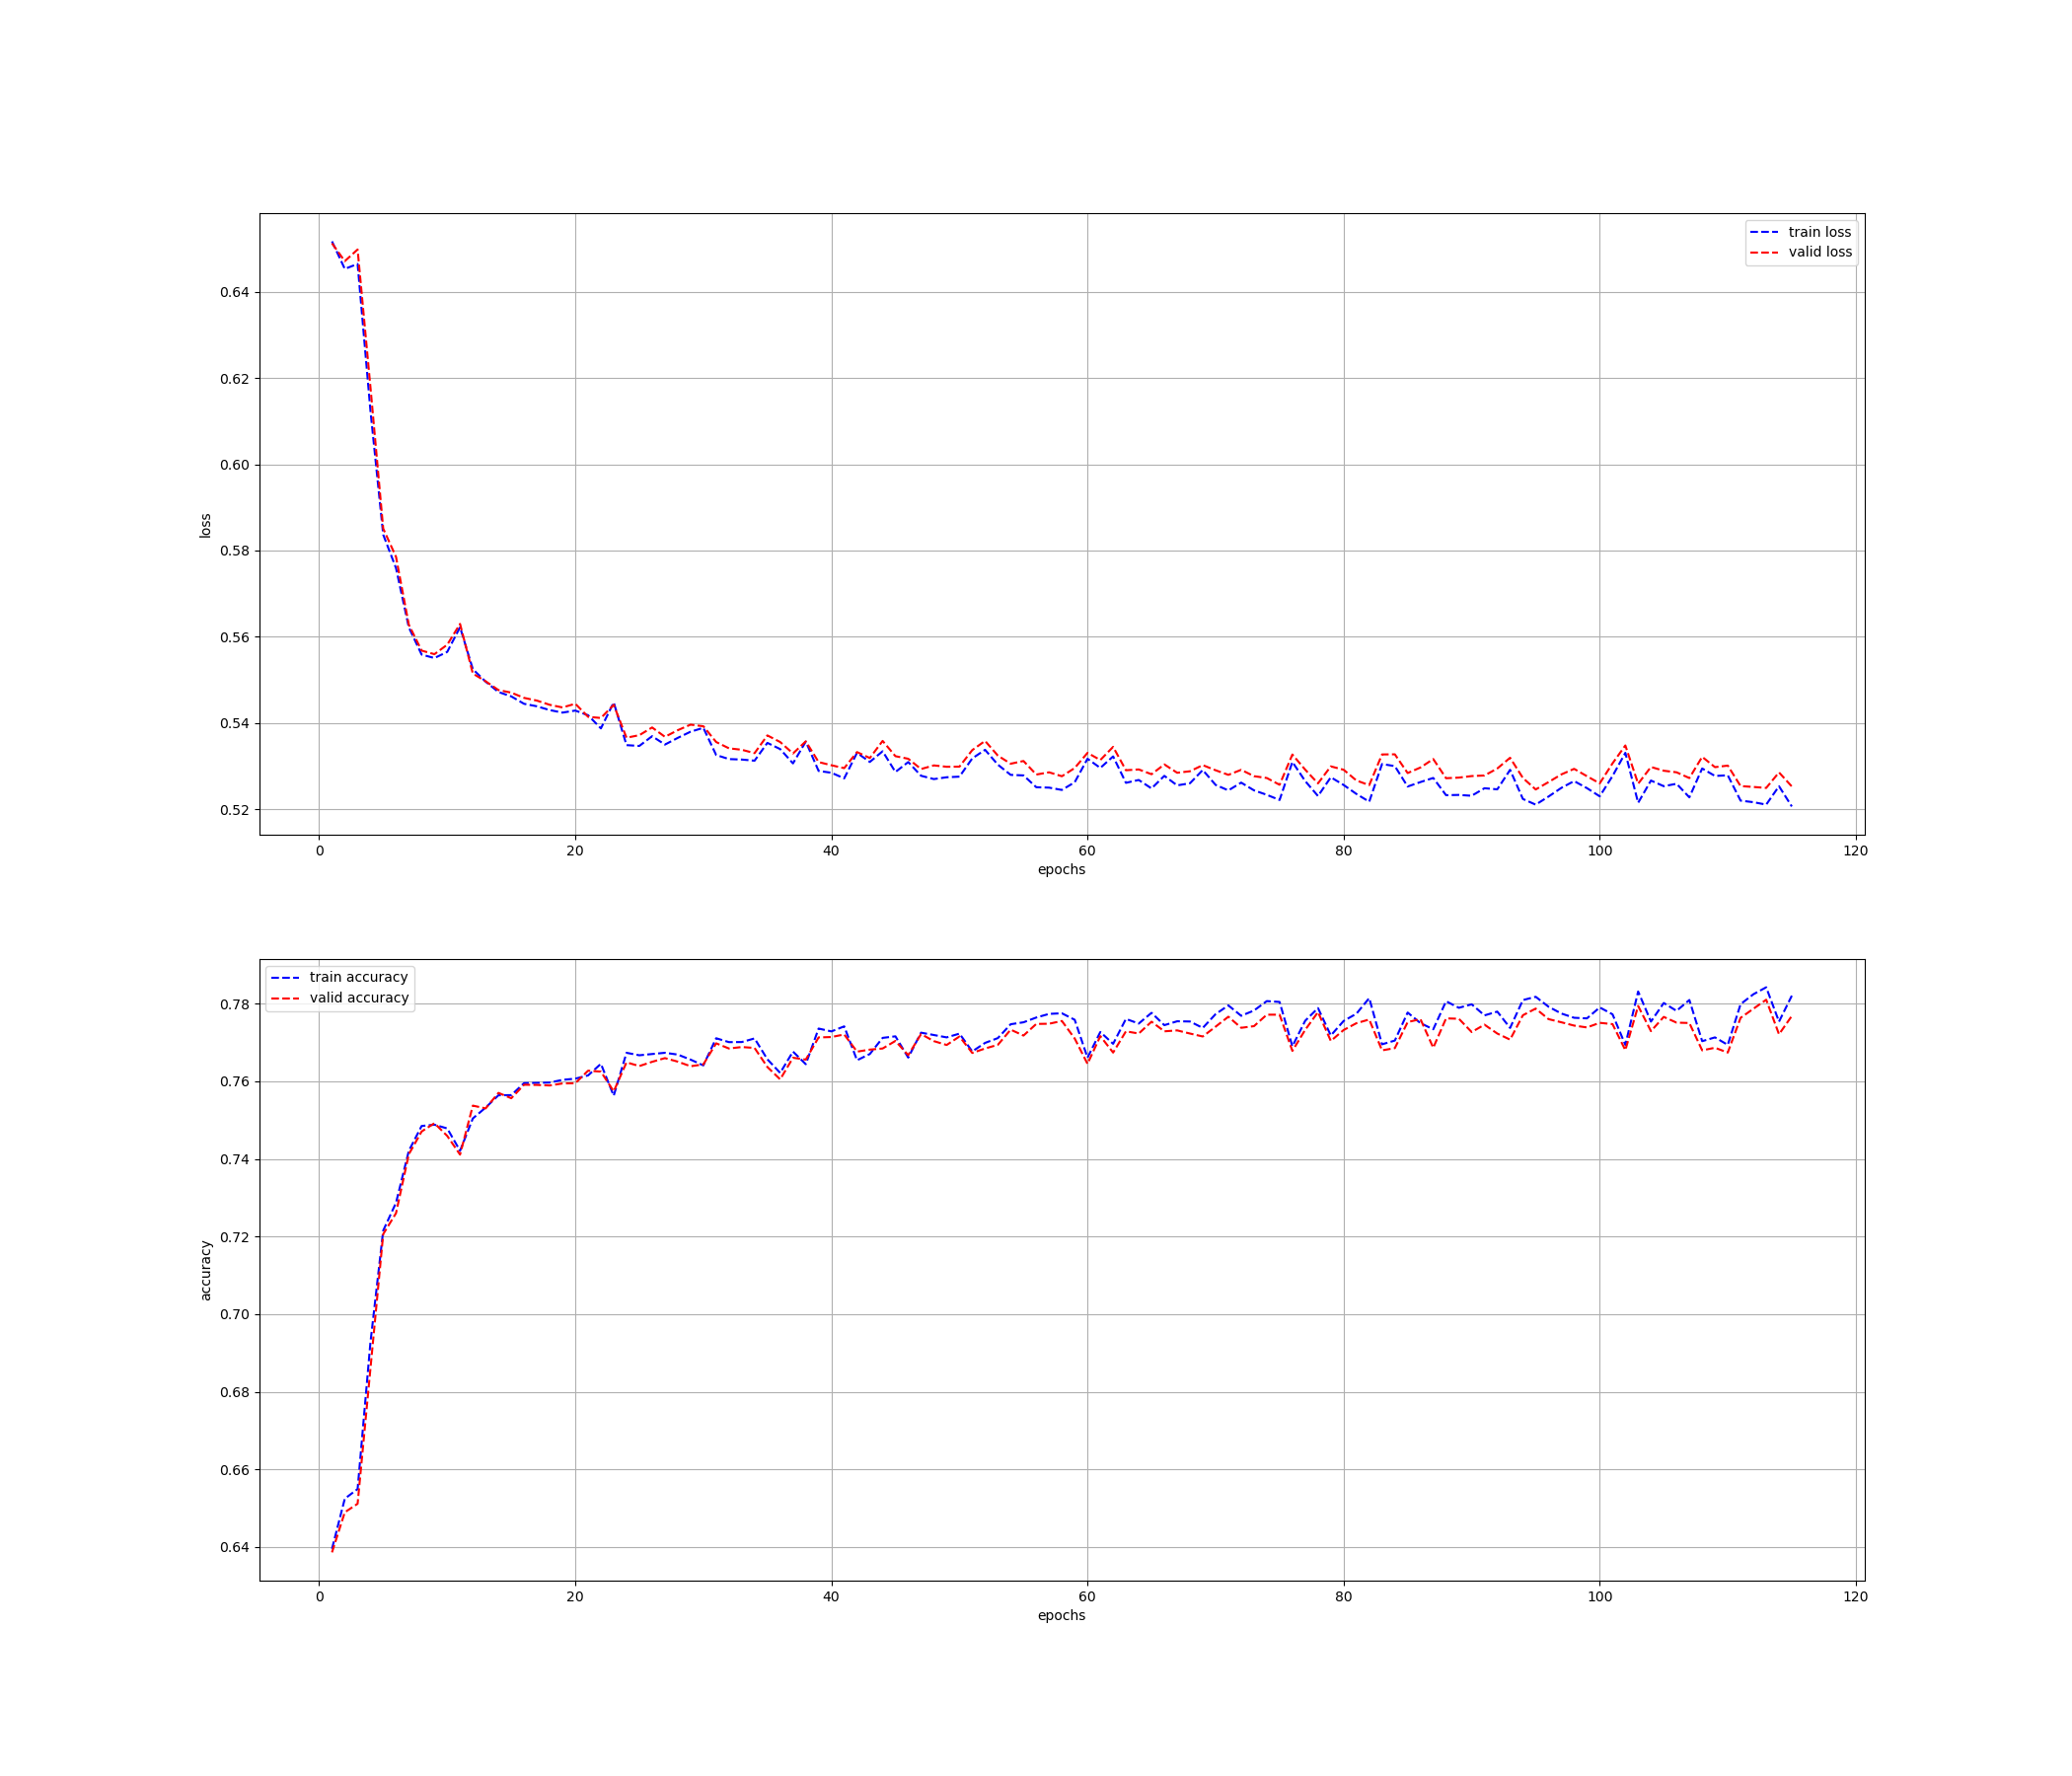 train loss
valid loss
0.64
0.62
0.60
0.58
0.56
0.54
0.52
loss
0 20 40 60 80 100 120
epochs
train accuracy
valid accuracy
0.78
0.76
0.74
0.72
0.70
0.68
0.66
0.64
accuracy
0 20 40 60 80 100 120
epochs